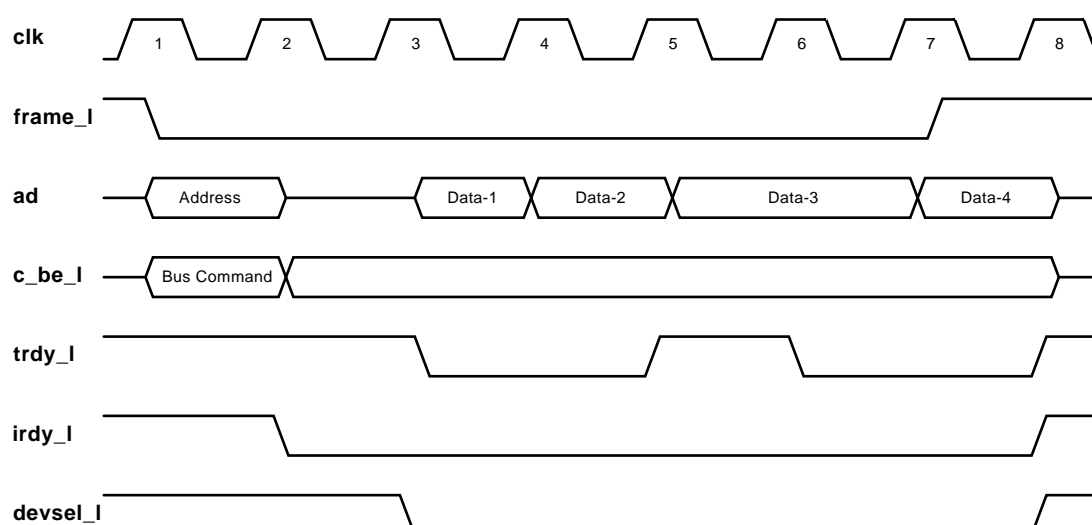 clk 1 2 3 4 5 6 7 8
frame_l
ad Address Data-1 Data-2 Data-3 Data-4
c_be_l Bus Command
trdy_l
irdy_l
devsel_l